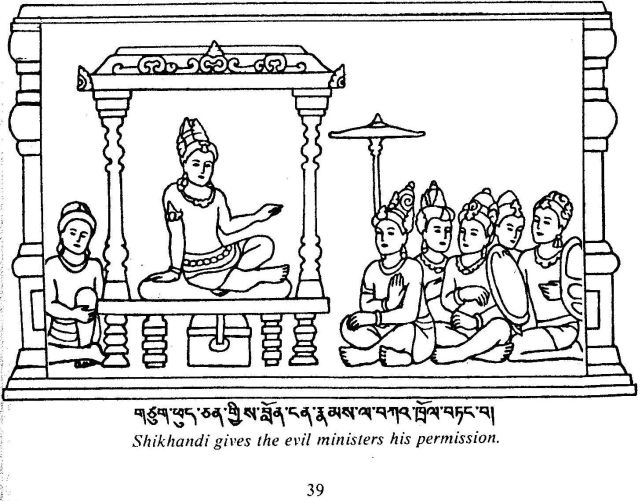 གཙུག་ཕུད་ཅན་གྱིས་བློན་ངན་རྣམས་ལ་བཀའ་ཁྲོལ་བཏང་བ།
Shikhandi gives the evil ministers his permission.
39